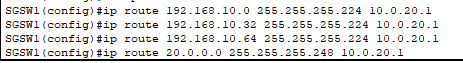 SGSW1(config)#ip route 192.168.10.0 255.255.255.224 10.0.20.1
SGSW1(config)#ip route 192.168.10.32 255.255.255.224 10.0.20.1
SGSW1(config)#ip route 192.168.10.64 255.255.255.224 10.0.20.1
SGSW1(config)#ip route 20.0.0.0 255.255.255.248 10.0.20.1